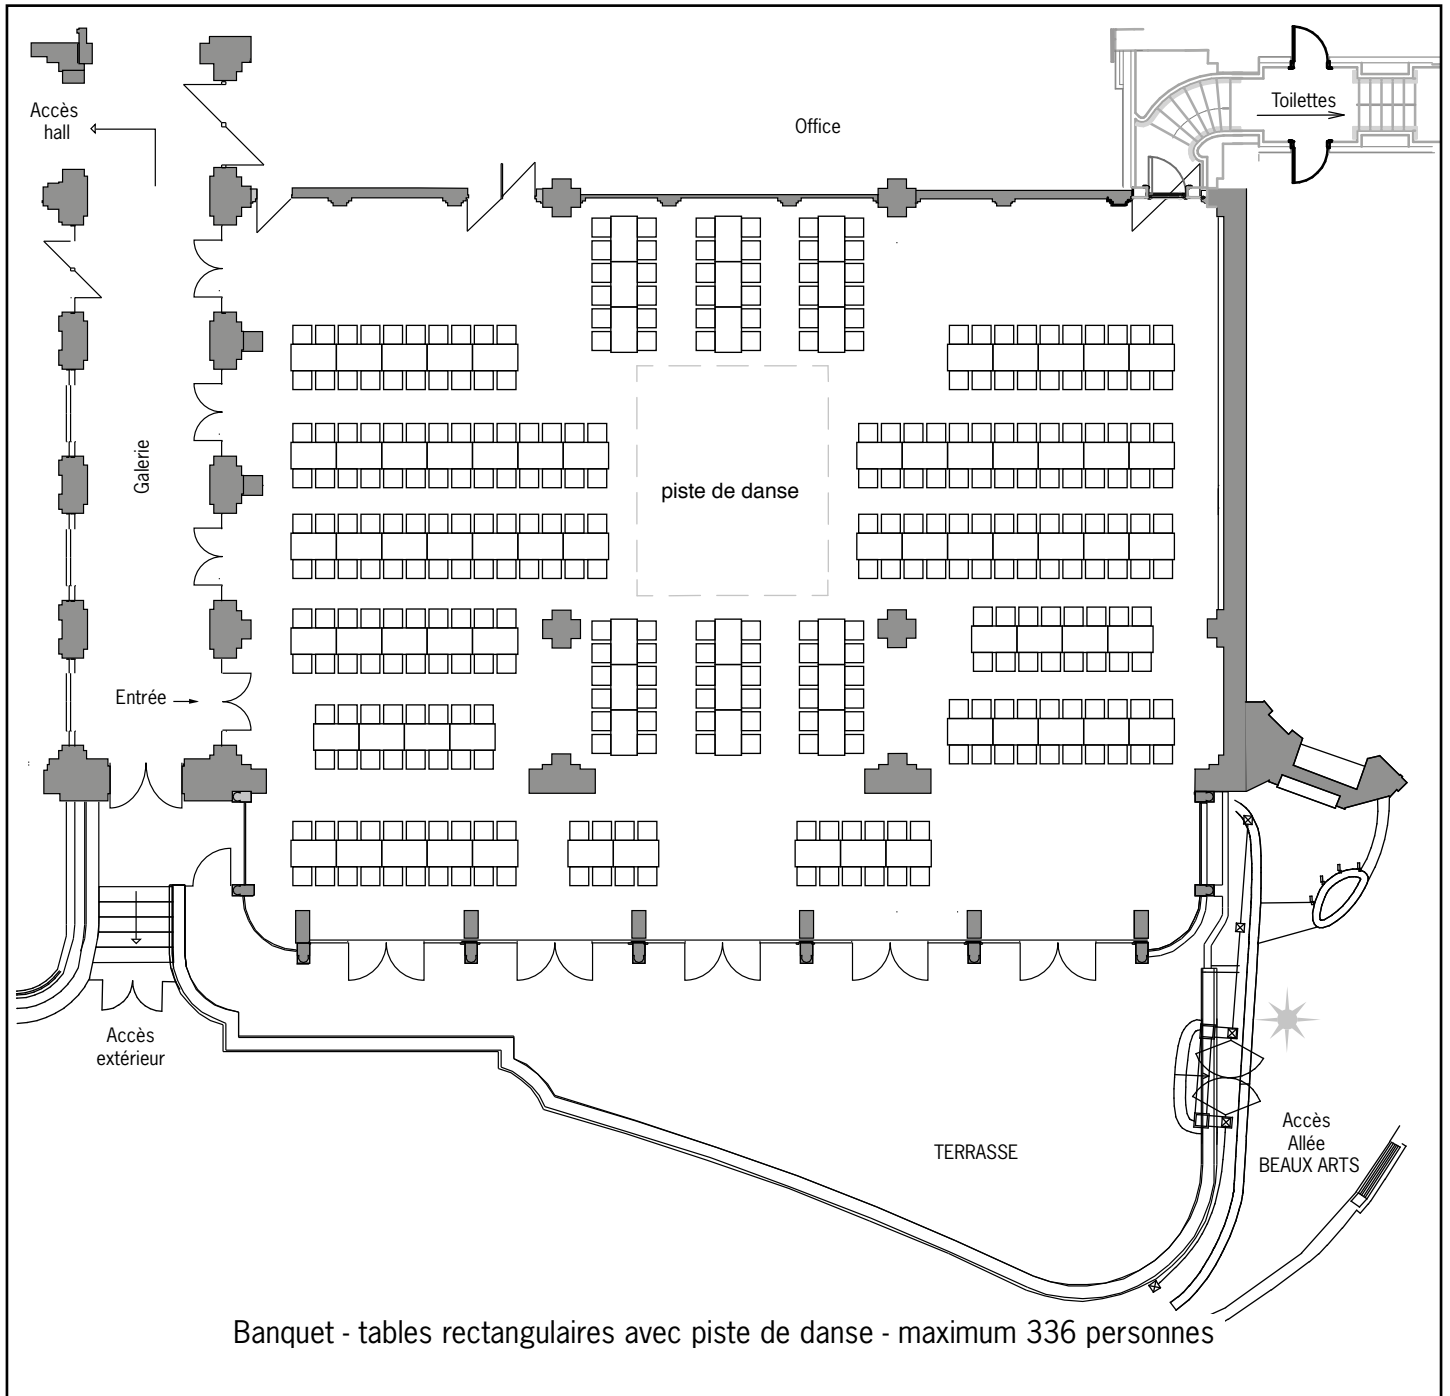 Accès
hall
Office
Toilettes
Galerie
piste de danse
Entrée
Accès
extérieur
TERRASSE
Accès
Allée
BEAUX ARTS
Banquet - tables rectangulaires avec piste de danse - maximum 336 personnes